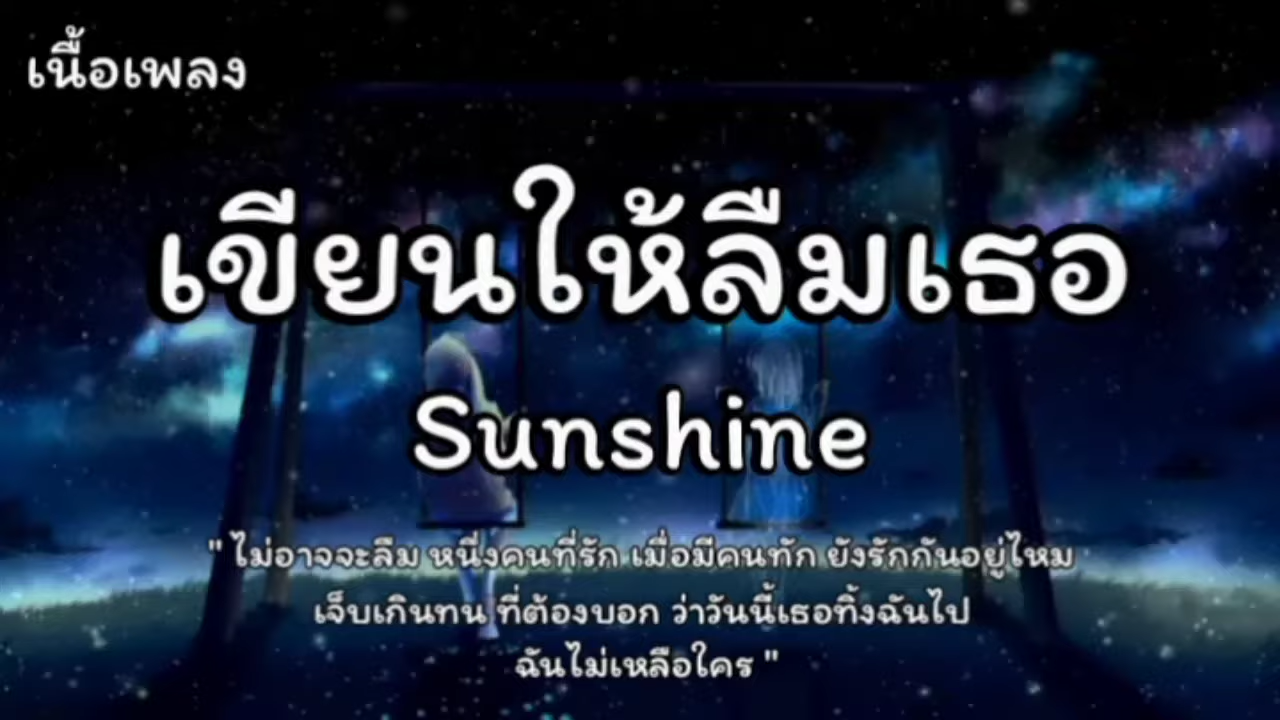 เนื้อเพลง
เขียนให้ลืมเธอ
Sunshine
" ไม่อาจจะลืม หนึ่งคนที่รัก เมื่อมีคนทัก ยังรักกันอยู่ไหม
เจ็บเกินทน ที่ต้องบอก ว่าวันนี้เธอทิ้งฉันไป
ฉันไม่เหลือใคร "